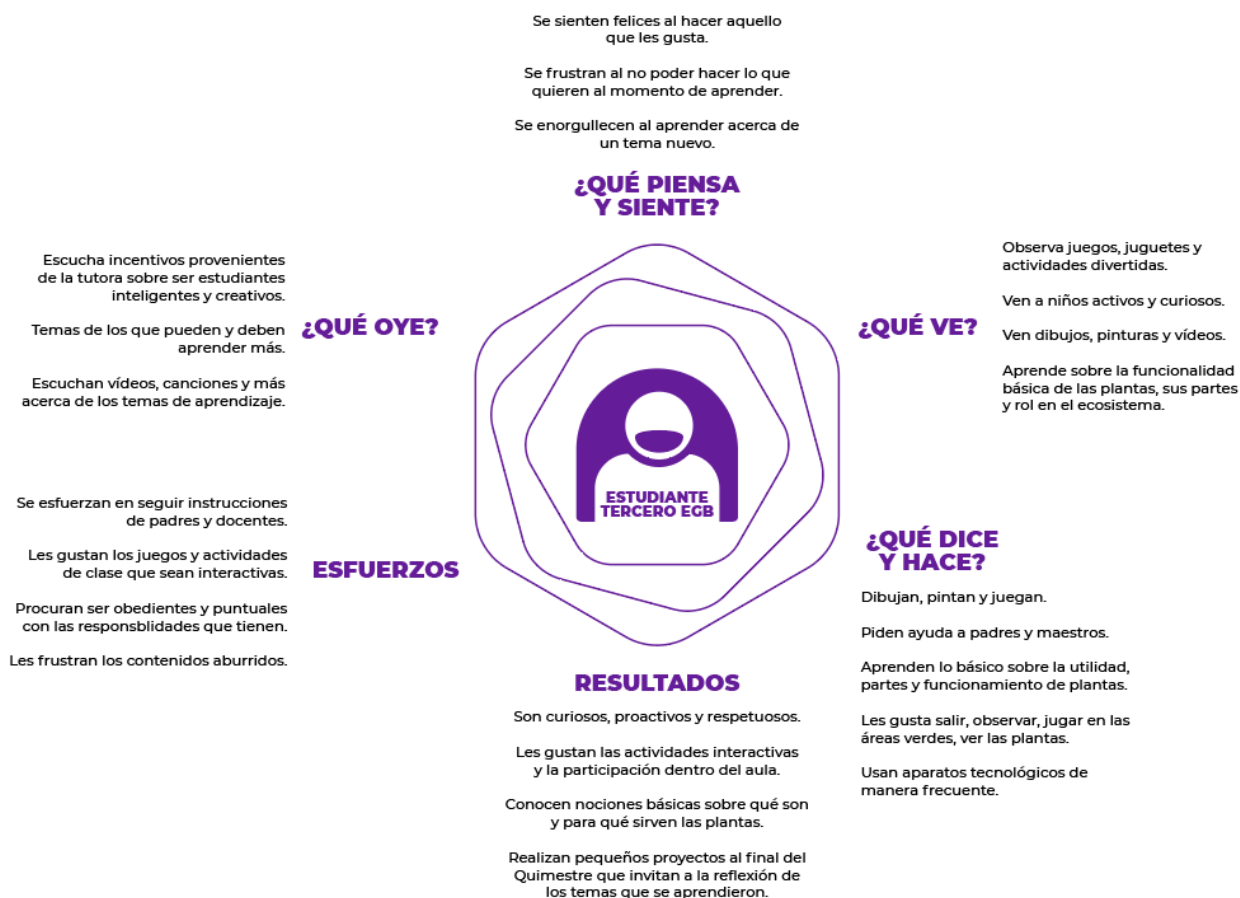 Se sienten felices al hacer aquello
que les gusta.
Se frustran al no poder hacer lo que
quieren al momento de aprender.
Se enorgullecen al aprender acerca de
un tema nuevo.
¿QUÉ PIENSA
Y SIENTE?
Escucha incentivos provenientes
de la tutora sobre ser estudiantes
inteligentes y creativos.
Temas de los que pueden y deben
aprender más.
Escuchan vídeos, canciones y más
acerca de los temas de aprendizaje.
¿QUÉ OYE?
¿QUÉ VE?
Observa juegos, juguetes y
actividades divertidas.
Ven a niños activos y curiosos.
Ven dibujos, pinturas y vídeos.
Aprende sobre la funcionalidad
básica de las plantas, sus partes
y rol en el ecosistema.
ESTUDIANTE
TERCERO EGB
Se esfuerzan en seguir instrucciones
de padres y docentes.
Les gustan los juegos y actividades
de clase que sean interactivas.
Procuran ser obedientes y puntuales
con las responsblidades que tienen.
Les frustran los contenidos aburridos.
ESFUERZOS
¿QUÉ DICE
Y HACE?
Dibujan, pintan y juegan.
Piden ayuda a padres y maestros.
Aprenden lo básico sobre la utilidad,
partes y funcionamiento de plantas.
Les gusta salir, observar, jugar en las
áreas verdes, ver las plantas.
Usan aparatos tecnológicos de
manera frecuente.
RESULTADOS
Son curiosos, proactivos y respetuosos.
Les gustan las actividades interactivas
y la participación dentro del aula.
Conocen nociones básicas sobre qué son
y para qué sirven las plantas.
Realizan pequeños proyectos al final del
Quimestre que invitan a la reflexión de
los temas que se aprendieron.